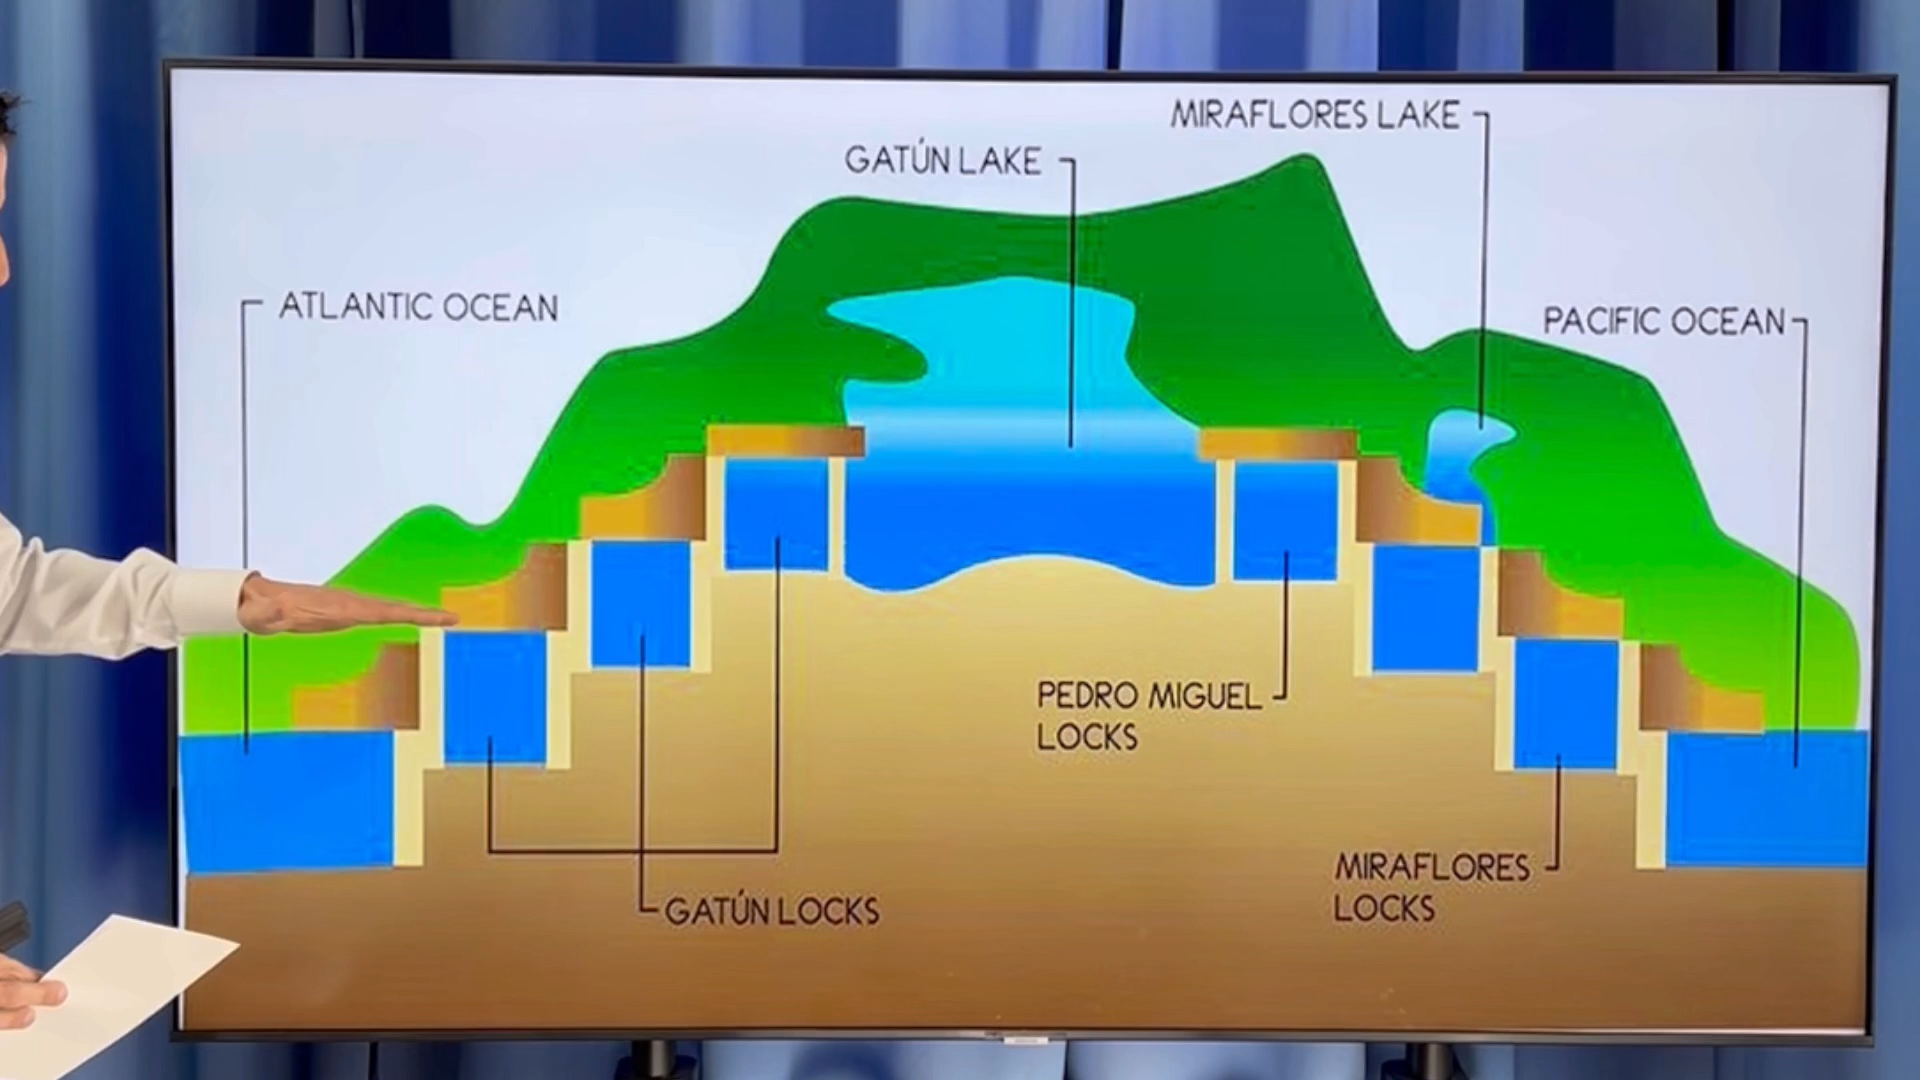 MIRAFLORES LAKE
GATÚN LAKE
ATLANTIC OCEAN
PACIFIC OCEAN
PEDRO MIGUEL
LOCKS
MIRAFLORES
LOCKS
GATÚN LOCKS